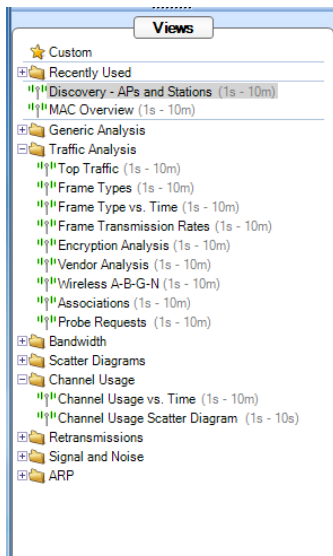 Views
Custom
Recently Used
Discovery - APs and Stations (1s - 10m)
MAC Overview (1s - 10m)
Generic Analysis
Traffic Analysis
Top Traffic (1s - 10m)
Frame Types (1s - 10m)
Frame Type vs. Time (1s - 10m)
Frame Transmission Rates (1s - 10m)
Encryption Analysis (1s - 10m)
Vendor Analysis (1s - 10m)
Wireless A-B-G-N (1s - 10m)
Associations (1s - 10m)
Probe Requests (1s - 10m)
Bandwidth
Scatter Diagrams
Channel Usage
Channel Usage vs. Time (1s - 10m)
Channel Usage Scatter Diagram (1s - 10s)
Retransmissions
Signal and Noise
ARP